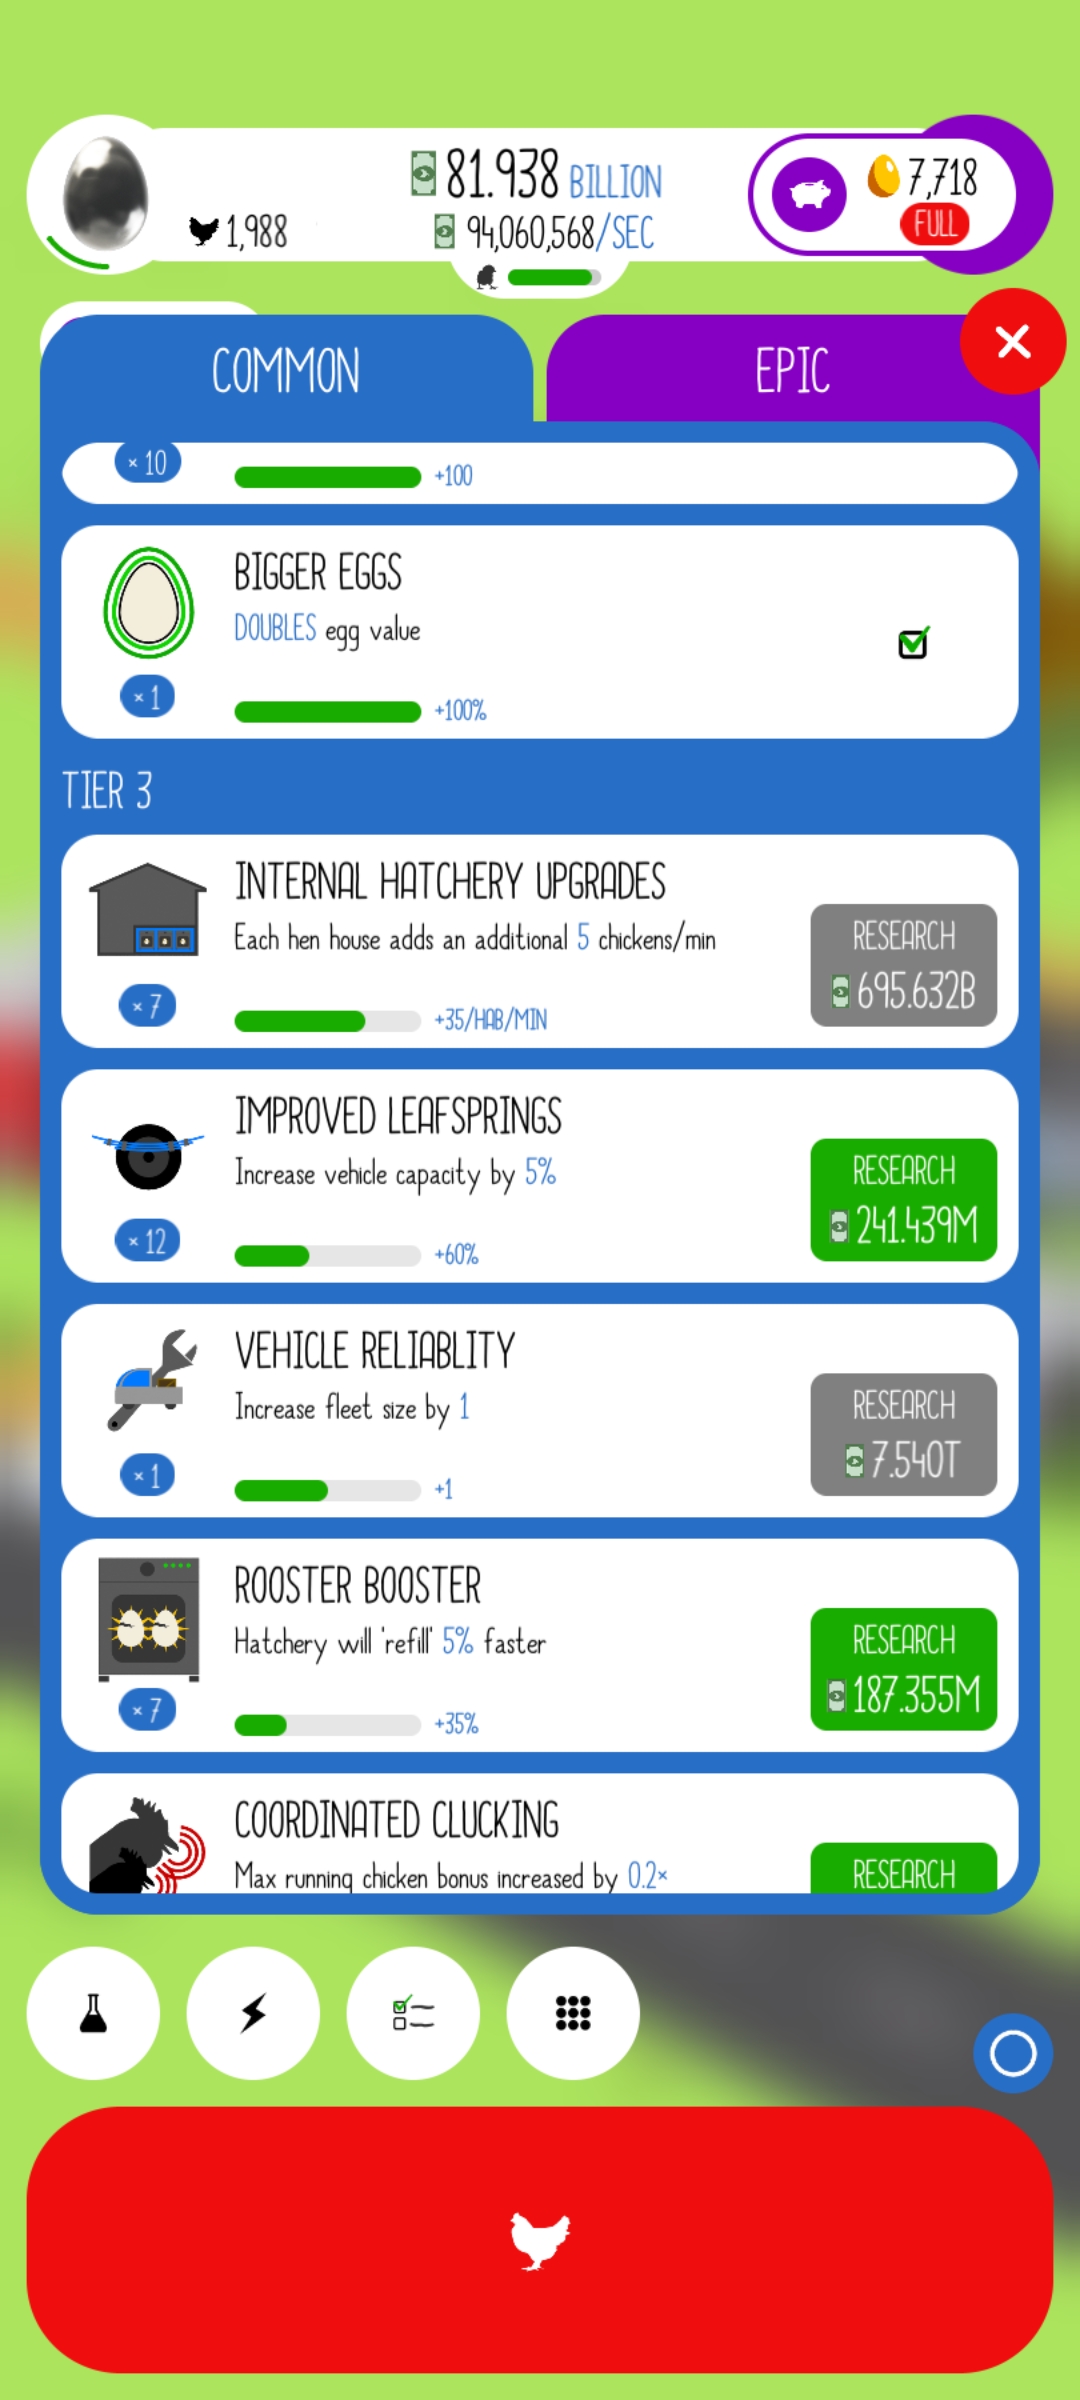 81.938 BILLION
7,718
1,988
94,060,568/SEC
FULL
COMMON
EPIC
× 10
+100
BIGGER EGGS
DOUBLES egg value
× 1
+100%
TIER 3
INTERNAL HATCHERY UPGRADES
Each hen house adds an additional 5 chickens/min
RESEARCH
695.632B
× 7
+35/HAB/MIN
IMPROVED LEAFSPRINGS
Increase vehicle capacity by 5%
RESEARCH
241.439M
× 12
+60%
VEHICLE RELIABLITY
Increase fleet size by 1
RESEARCH
7.540T
× 1
+1
ROOSTER BOOSTER
Hatchery will 'refill' 5% faster
RESEARCH
187.355M
× 7
+35%
COORDINATED CLUCKING
Max running chicken bonus increased by 0.2×
RESEARCH